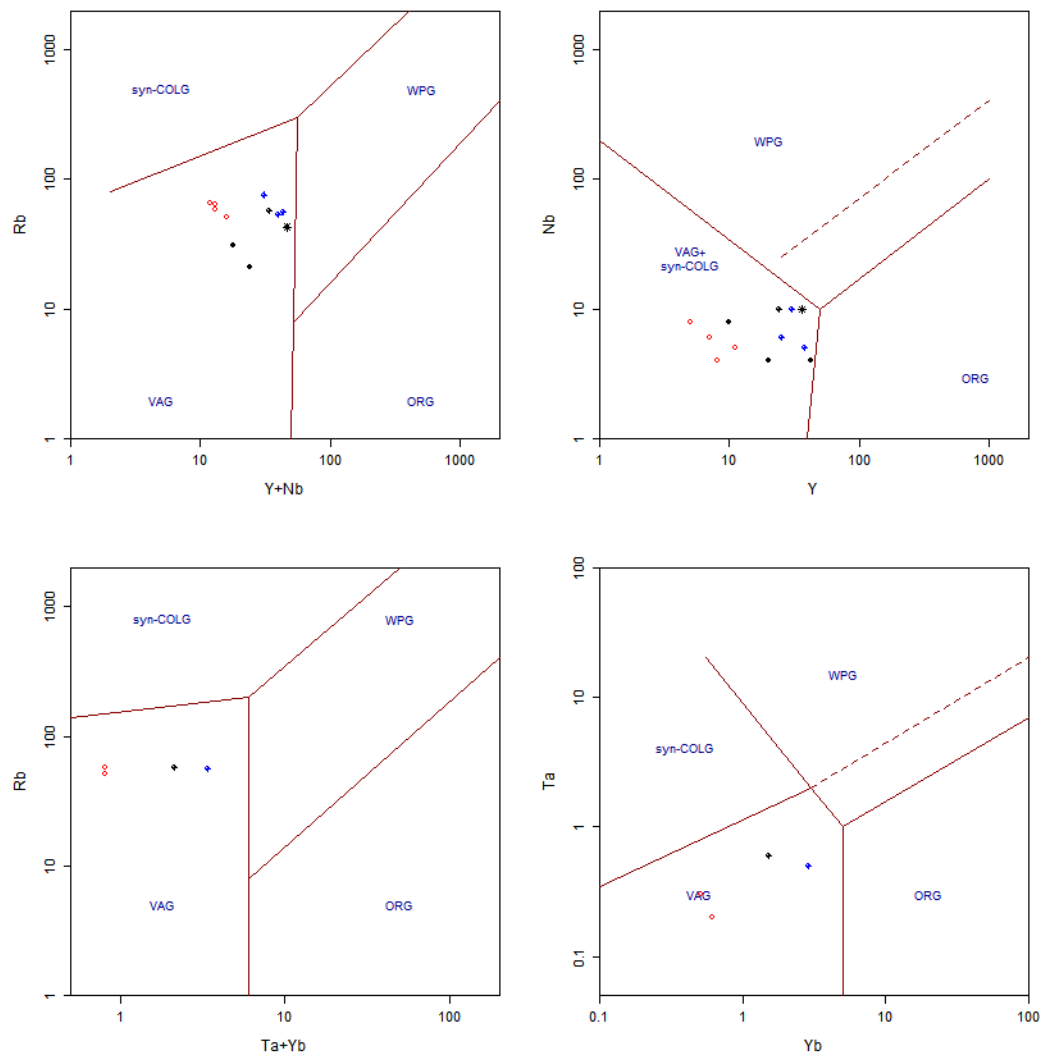 syn-COLG
WPG
VAG
ORG
Rb
1
10
100
1000
1
10
100
1000
Y+Nb
WPG
VAG+
syn-COLG
ORG
Nb
1
10
100
1000
1
10
100
1000
Y
syn-COLG
WPG
VAG
ORG
Rb
1
10
100
1000
1
10
100
Ta+Yb
WPG
syn-COLG
VAG
ORG
Ta
0.1
1
10
100
0.1
1
10
100
Yb